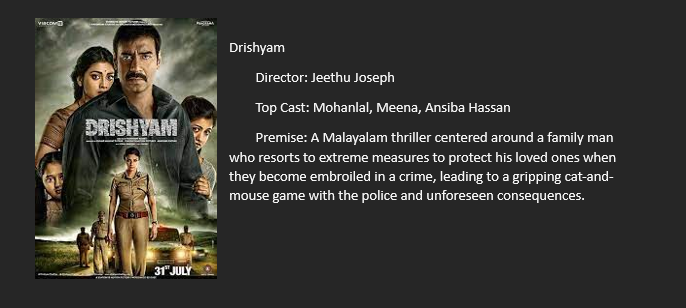 VIACOM18
Drishyam
Director: Jeethu Joseph
Top Cast: Mohanlal, Meena, Ansiba Hassan
Premise: A Malayalam thriller centered around a family man
who resorts to extreme measures to protect his loved ones when
they become embroiled in a crime, leading to a gripping cat-and-
mouse game with the police and unforeseen consequences.
DRISHYAM
31ST JULY